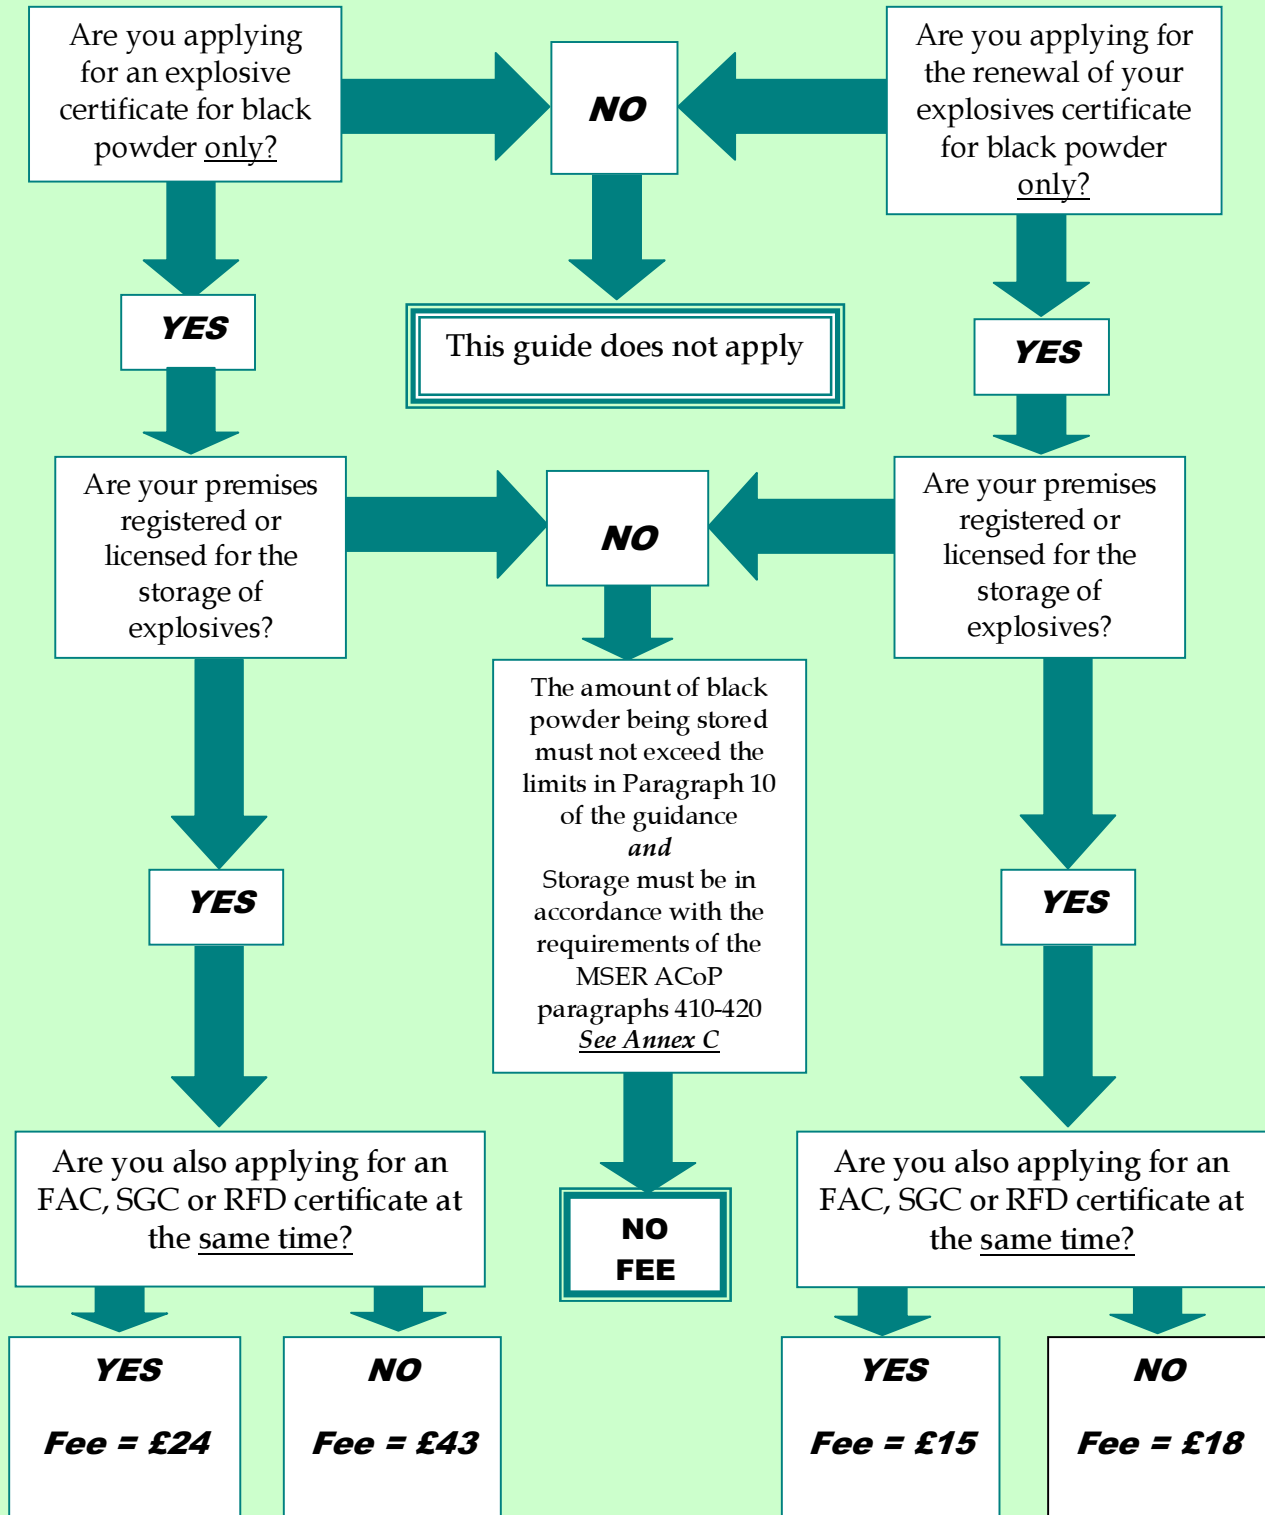 Are you applying
for an explosive
certificate for black
powder only?
NO
Are you applying for
the renewal of your
explosives certificate
for black powder
only?
YES
This guide does not apply
YES
Are your premises
registered or
licensed for the
storage of
explosives?
NO
Are your premises
registered or
licensed for the
storage of
explosives?
The amount of black
powder being stored
must not exceed the
limits in Paragraph 10
of the guidance
and
Storage must be in
accordance with the
requirements of the
MSER ACoP
paragraphs 410-420
See Annex C
YES
YES
Are you also applying for an
FAC, SGC or RFD certificate at
the same time?
NO
FEE
Are you also applying for an
FAC, SGC or RFD certificate at
the same time?
YES
Fee = £24
NO
Fee = £43
YES
Fee = £15
NO
Fee = £18